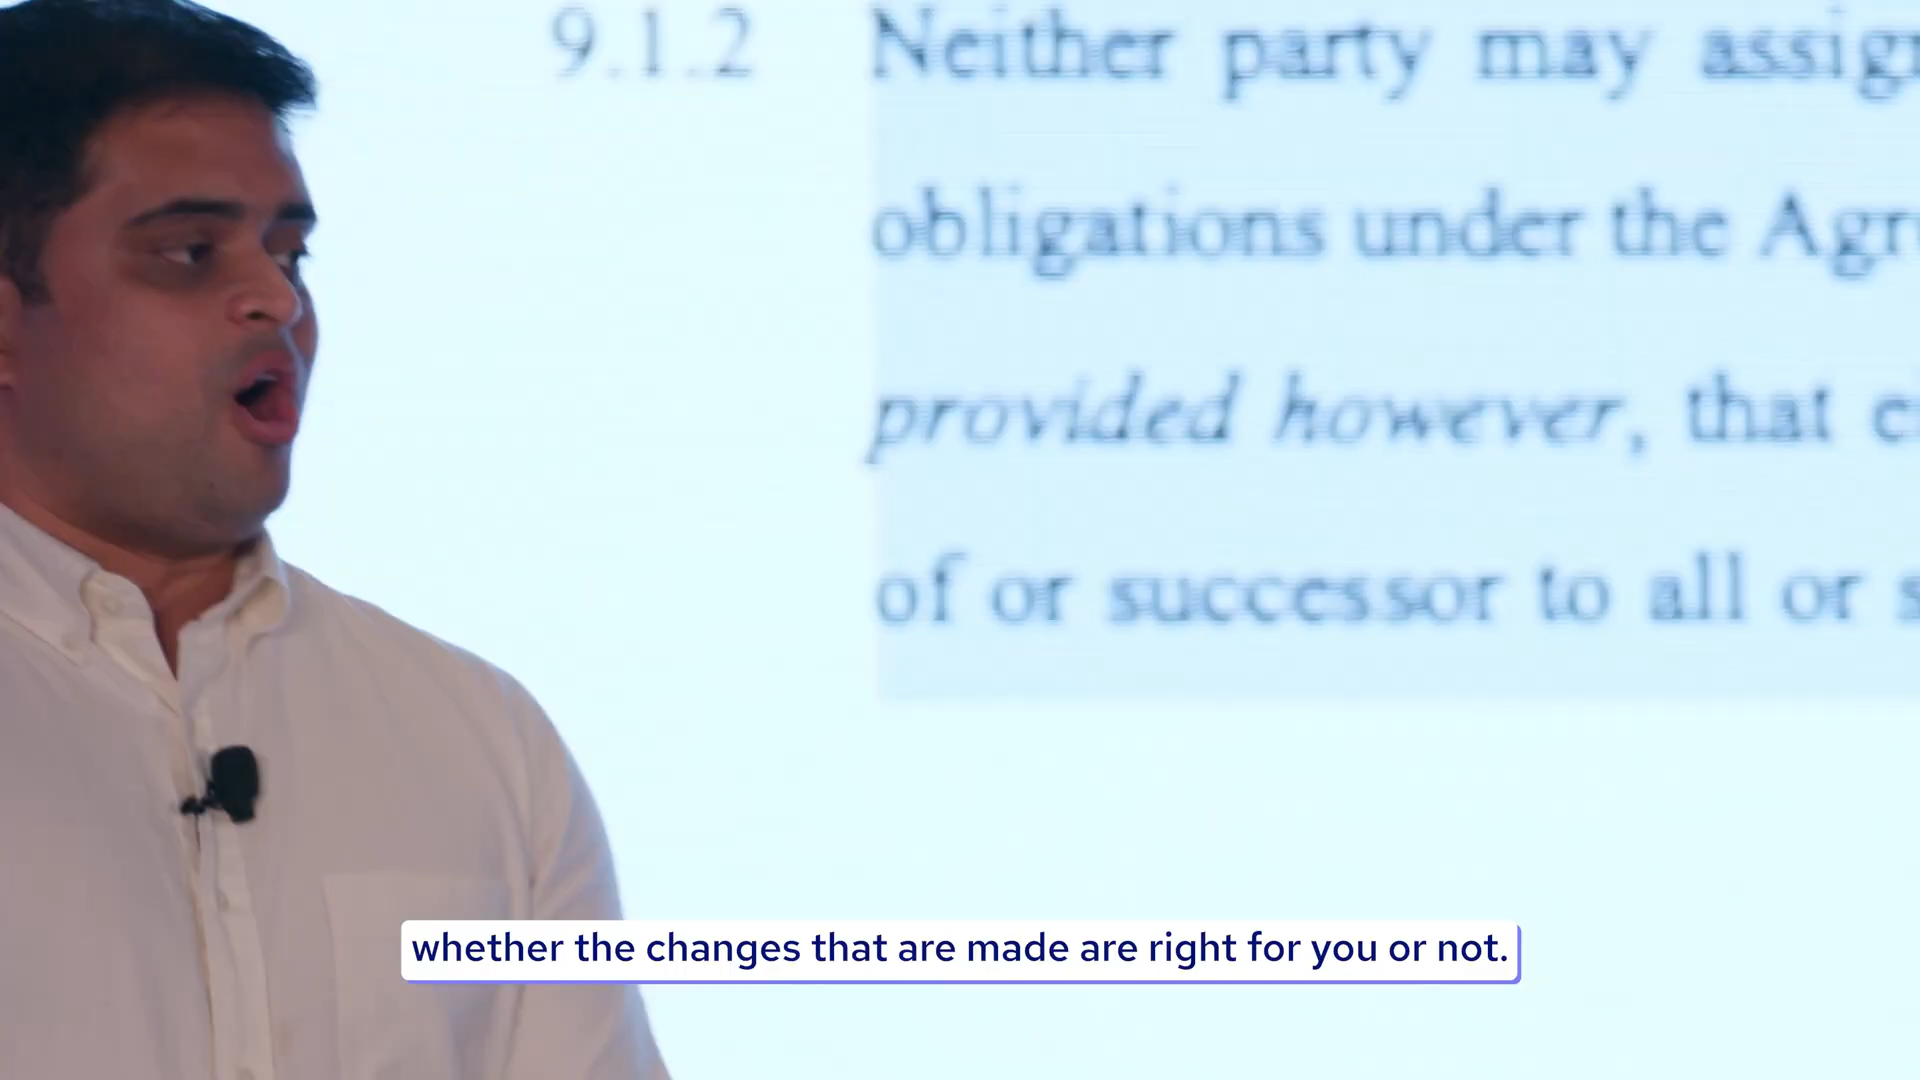 9.1.2 Neither party may assign
obligations under the
provided however, that
of or successor to all or
whether the changes that are made are right for you or not.